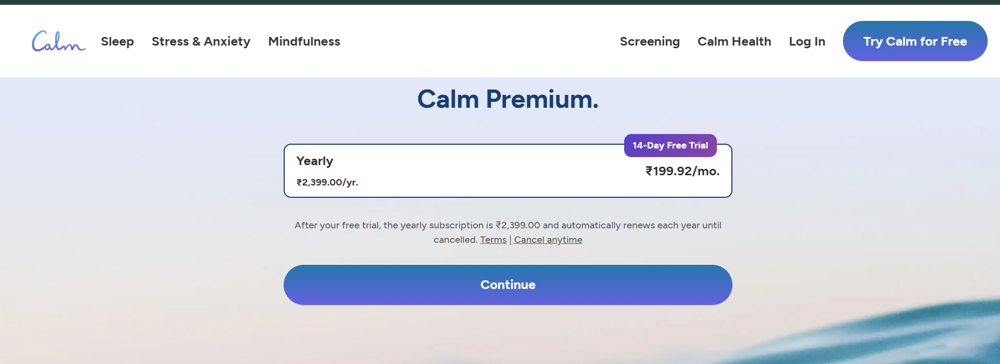 Calm Sleep Stress & Anxiety Mindfulness Screening Calm Health Log In Try Calm for Free
Calm Premium.
14-Day Free Trial
Yearly
₹199.92/mo.
₹2,399.00/yr.
After your free trial, the yearly subscription is ₹2,399.00 and automatically renews each year until
cancelled. Terms | Cancel anytime
Continue